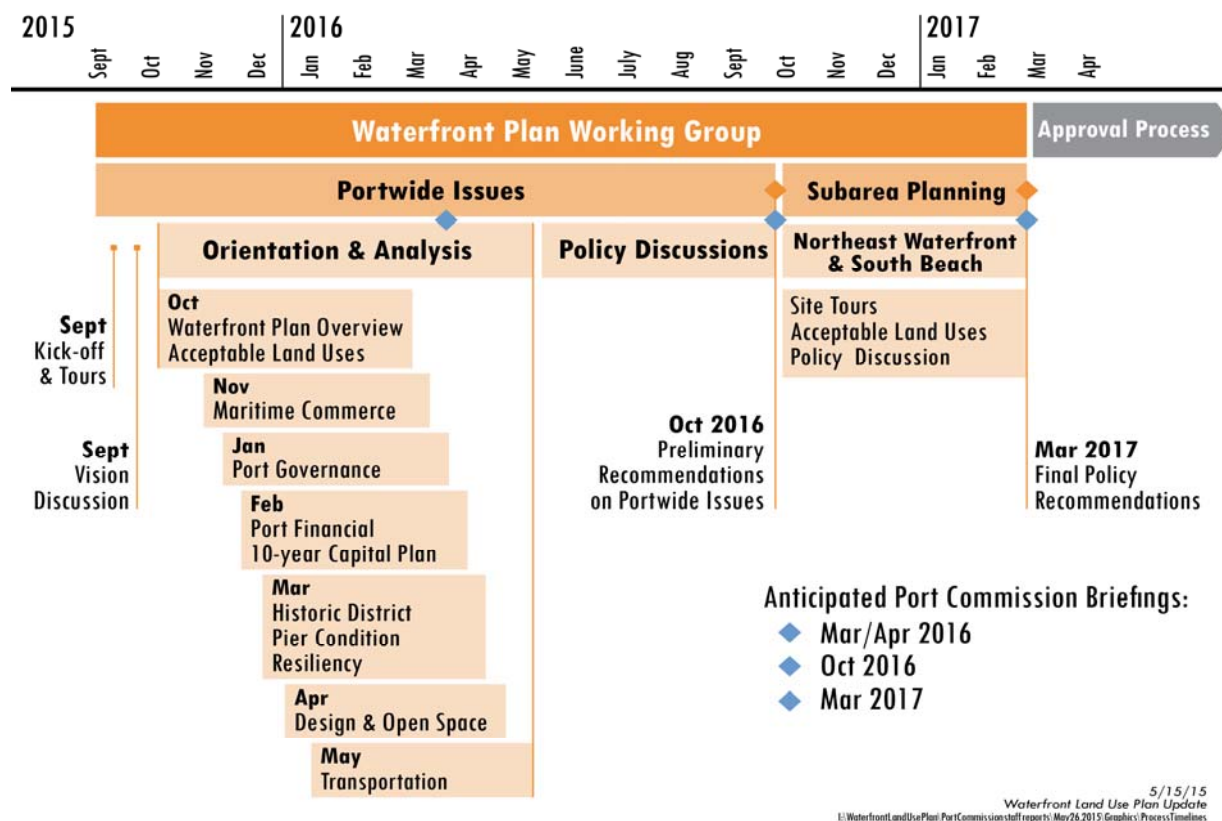 2015
2016
2017
Sept
Oct
Nov
Dec
Jan
Feb
Mar
Apr
May
June
July
Aug
Sept
Oct
Nov
Dec
Jan
Feb
Mar
Apr
Waterfront Plan Working Group
Approval Process
Portwide Issues
Subarea Planning
Orientation & Analysis
Policy Discussions
Northeast Waterfront
& South Beach
Sept
Kick-off
& Tours
Sept
Vision
Discussion
Oct
Waterfront Plan Overview
Acceptable Land Uses
Nov
Maritime Commerce
Jan
Port Governance
Feb
Port Financial
10-year Capital Plan
Mar
Historic District
Pier Condition
Resiliency
Apr
Design & Open Space
May
Transportation
Site Tours
Acceptable Land Uses
Policy Discussion
Oct 2016
Preliminary
Recommendations
on Portwide Issues
Mar 2017
Final Policy
Recommendations
Anticipated Port Commission Briefings:
Mar/Apr 2016
Oct 2016
Mar 2017
5/15/15
Waterfront Land Use Plan Update
I:\WaterfrontLandUsePlan\PortCommissionstaffreports\May26.2015\Graphics\ProcessTimelines